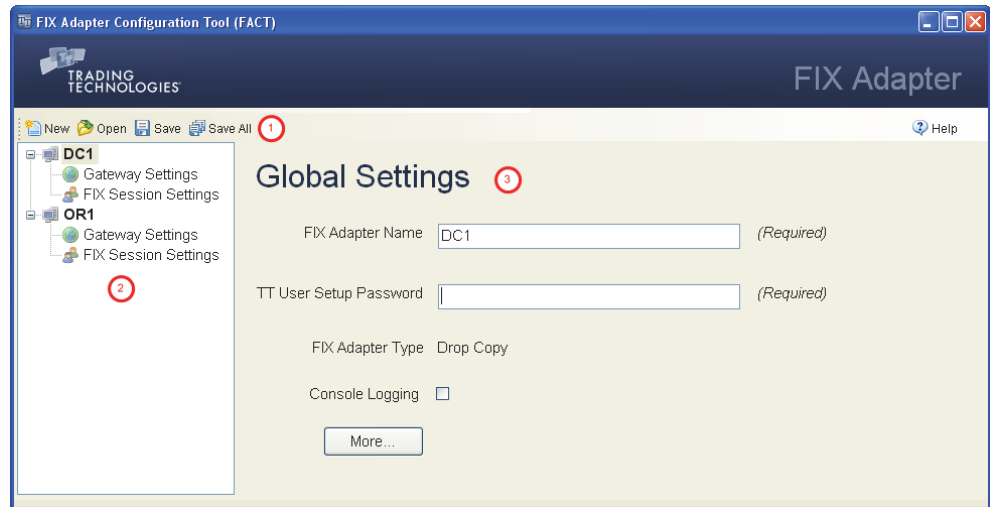 FIX Adapter Configuration Tool (FACT)
TRADING
TECHNOLOGIES
FIX Adapter
New Open Save Save All 1 Help
DC1
Gateway Settings
FIX Session Settings
OR1
Gateway Settings
FIX Session Settings
2
Global Settings 3
FIX Adapter Name DC1 (Required)
TT User Setup Password (Required)
FIX Adapter Type Drop Copy
Console Logging
More...